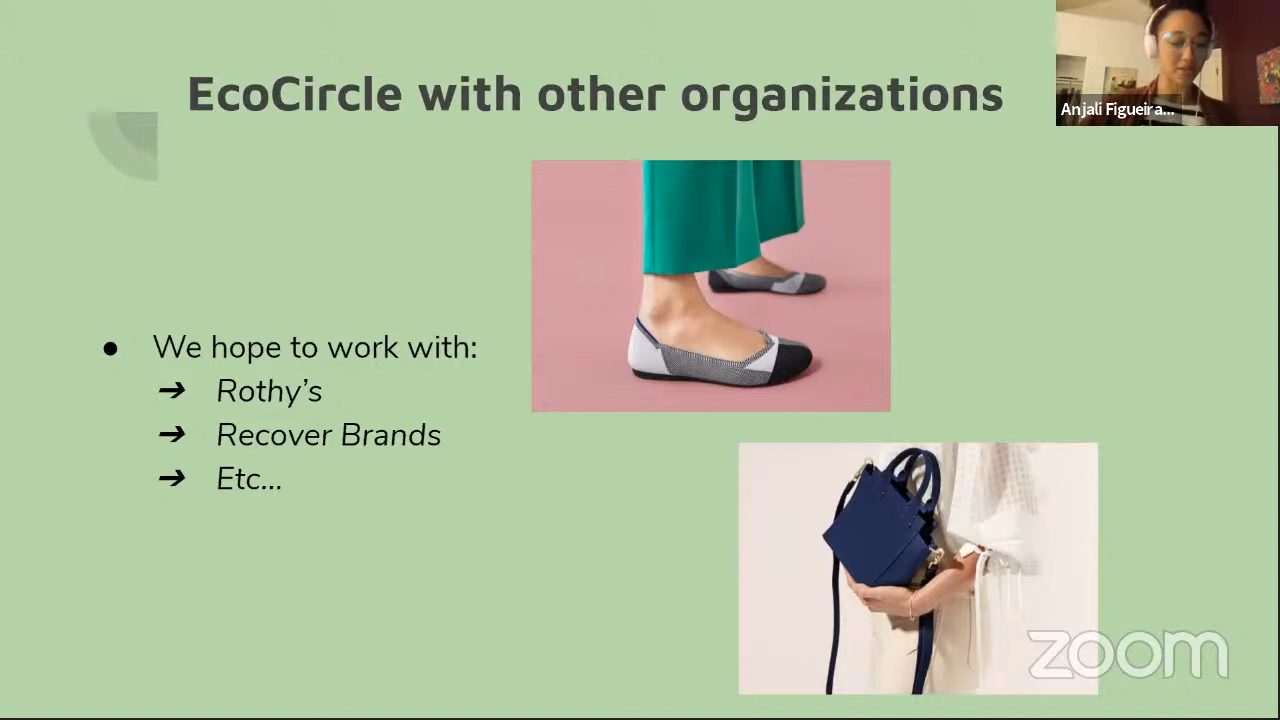 EcoCircle with other organizations
Anjali Figueira...
● We hope to work with:
➔ Rothy’s
➔ Recover Brands
➔ Etc...
zoom